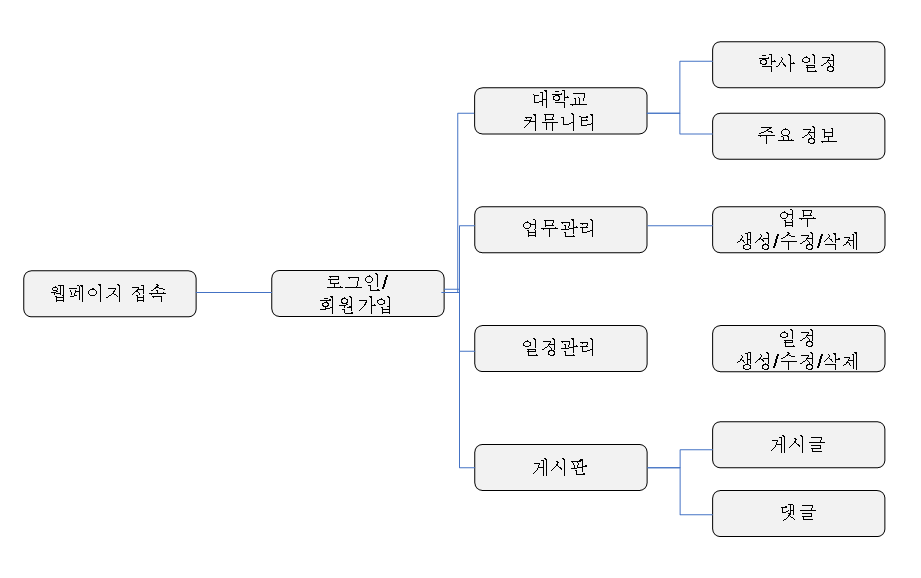 웹페이지 접속
로그인/
회원가입
대학교
커뮤니티
학사 일정
주요 정보
업무관리
업무
생성/수정/삭제
일정관리
일정
생성/수정/삭제
게시판
게시글
댓글